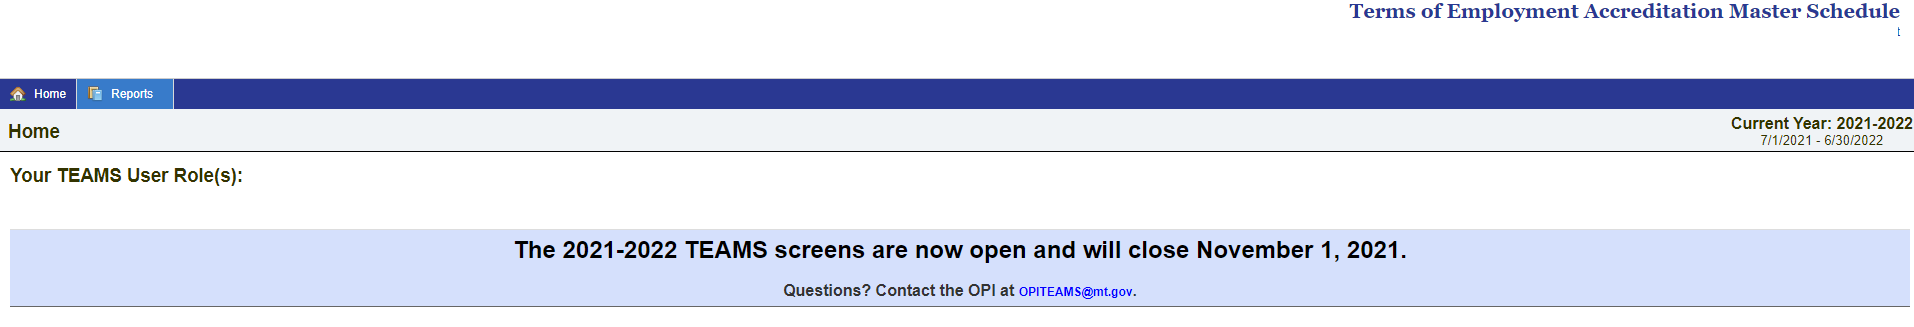 Terms of Employment Accreditation Master Schedule
t
Home Reports
Home
Current Year: 2021-2022
7/1/2021 - 6/30/2022
Your TEAMS User Role(s):
The 2021-2022 TEAMS screens are now open and will close November 1, 2021.
Questions? Contact the OPI at OPITEAMS@mt.gov.